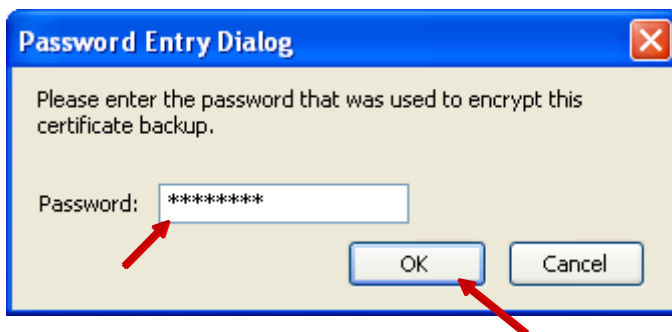 Password Entry Dialog
Please enter the password that was used to encrypt this
certificate backup.
Password: ********
OK Cancel